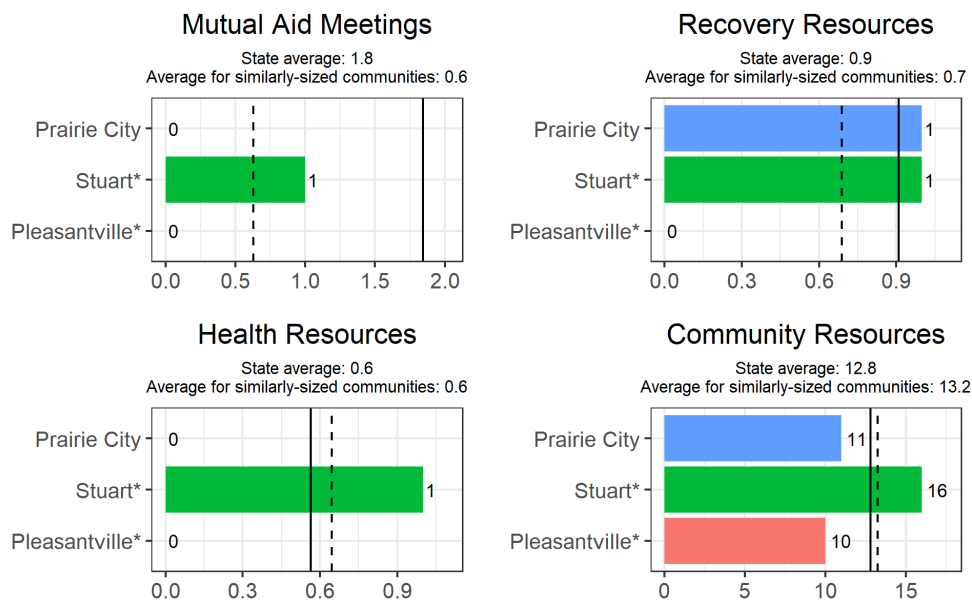 Mutual Aid Meetings
State average: 1.8
Average for similarly-sized communities: 0.6
Prairie City
0
Stuart*
1
Pleasantville*
0
0.0 0.5 1.0 1.5 2.0
Recovery Resources
State average: 0.9
Average for similarly-sized communities: 0.7
Prairie City
1
Stuart*
1
Pleasantville*
0
0.0 0.3 0.6 0.9
Health Resources
State average: 0.6
Average for similarly-sized communities: 0.6
Prairie City
0
Stuart*
1
Pleasantville*
0
0.0 0.3 0.6 0.9
Community Resources
State average: 12.8
Average for similarly-sized communities: 13.2
Prairie City
11
Stuart*
16
Pleasantville*
10
0 5 10 15